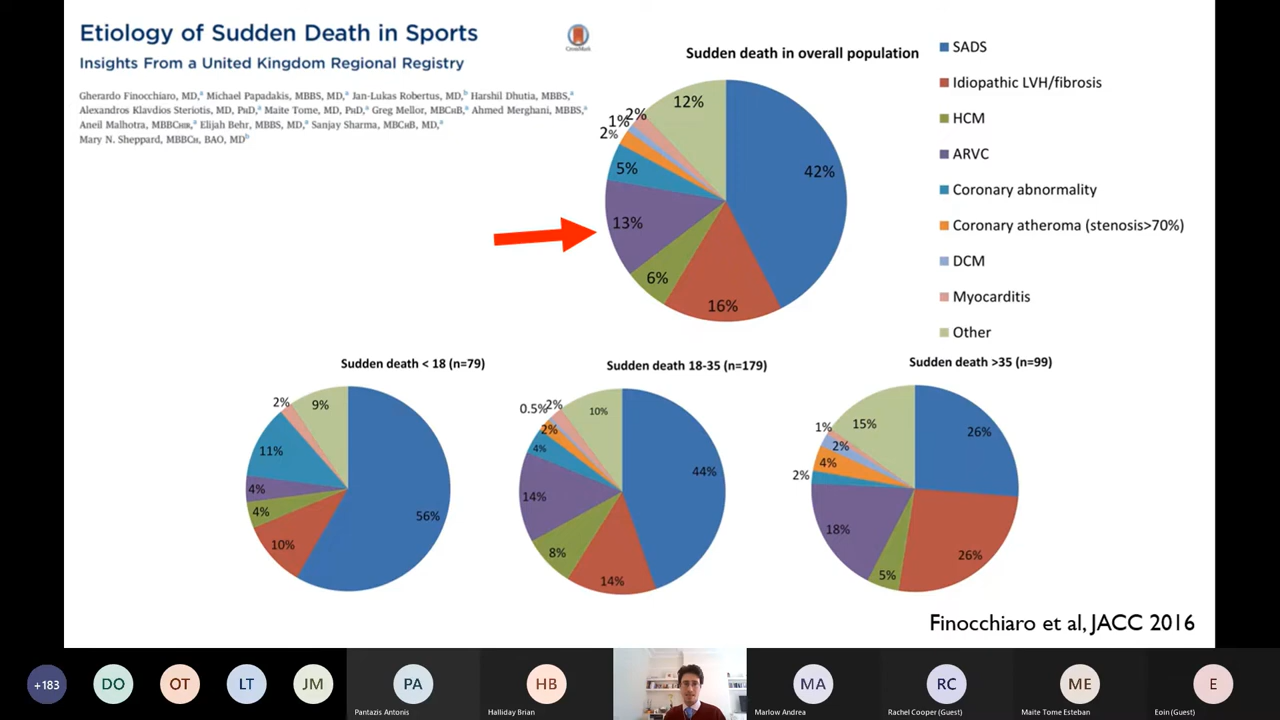 Etiology of Sudden Death in Sports
Insights From a United Kingdom Regional Registry
CrossMark
Gherardo Finocchiaro, MD,a Michael Papadakis, MBBS, MD,a Jan-Lukas Robertus, MD,b Harshil Dhutia, MBBS,a
Alexandros Klavdios Steriotis, MD, PHD,a Maite Tome, MD, PHD,a Greg Mellor, MBCHB,a Ahmed Merghani, MBBS,a
Aneil Malhotra, MBBCHIR,a Elijah Behr, MBBS, MD,a Sanjay Sharma, MBCHB, MD,a
Mary N. Sheppard, MBBCH, BAO, MDb
Sudden death in overall population
12%
2%
1%
2%
5%
13%
6%
16%
42%
SADS
Idiopathic LVH/fibrosis
HCM
ARVC
Coronary abnormality
Coronary atheroma (stenosis>70%)
DCM
Myocarditis
Other
Sudden death < 18 (n=79)
2%
9%
11%
4%
4%
10%
56%
Sudden death 18-35 (n=179)
0.5%
2%
10%
2%
4%
14%
8%
14%
44%
Sudden death >35 (n=99)
15%
1%
2%
4%
2%
18%
5%
26%
26%
Finocchiaro et al, JACC 2016
+183
DO
OT
LT
JM
PA
Pantazis Antonis
HB
Halliday Brian
MA
Marlow Andrea
RC
Rachel Cooper (Guest)
ME
Maite Tome Esteban
E
Eoin (Guest)